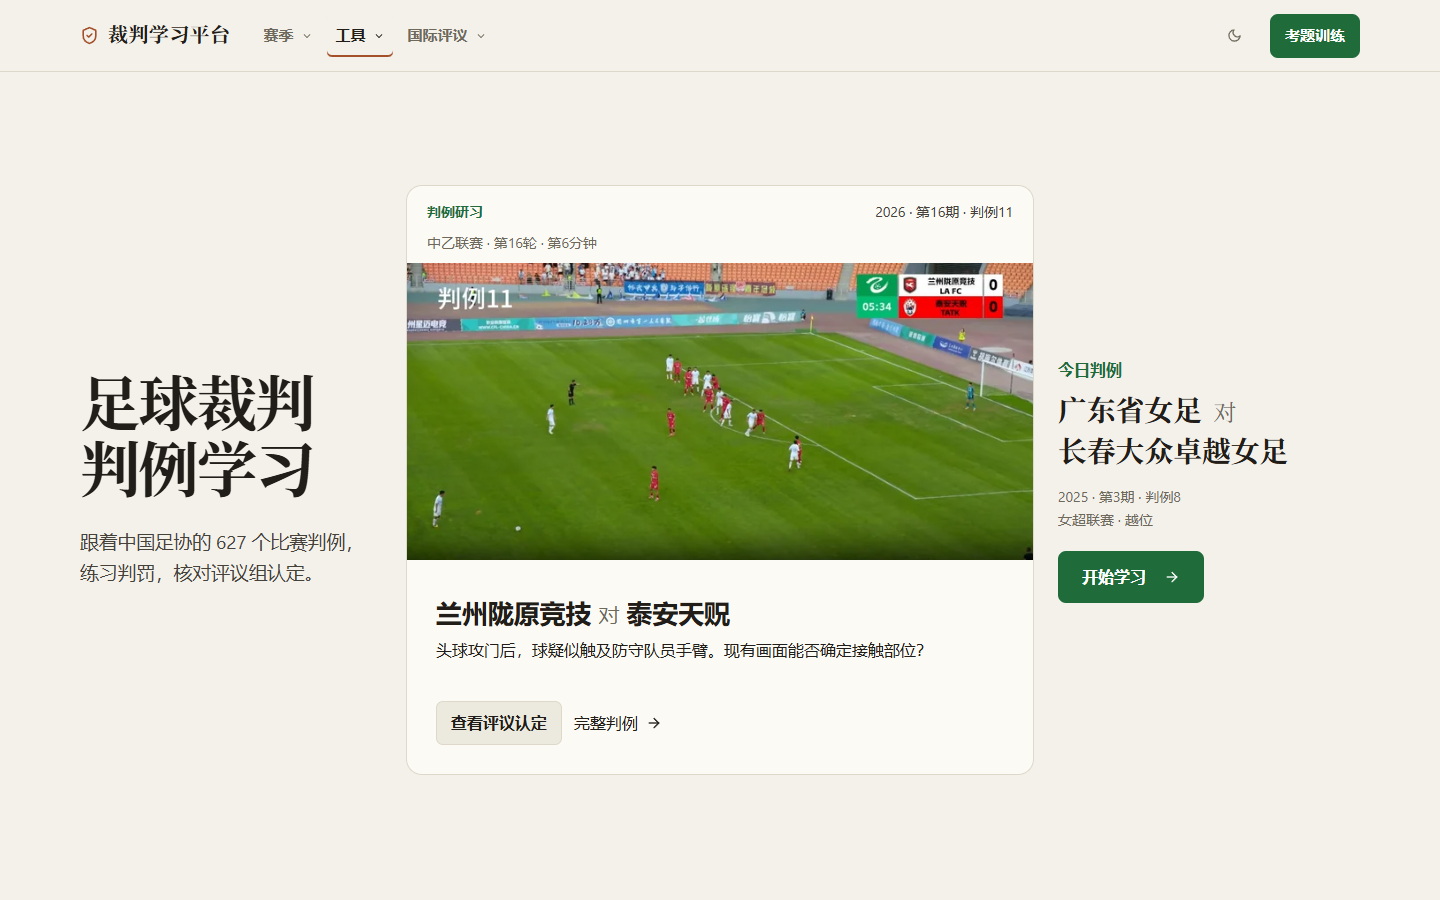 裁判学习平台
赛季
工具
国际评议
考题训练
足球裁判
判例学习
跟着中国足协的 627 个比赛判例，
练习判罚，核对评议组认定。
判例研习
2026 · 第16期 · 判例11
中乙联赛 · 第16轮 · 第6分钟
判例11
兰州陇原竞技
LA FC
0
05:34
泰安天贶
TATK
0
兰州陇原竞技 对 泰安天贶
头球攻门后，球疑似触及防守队员手臂。现有画面能否确定接触部位？
查看评议认定
完整判例
今日判例
广东省女足 对
长春大众卓越女足
2025 · 第3期 · 判例8
女超联赛 · 越位
开始学习